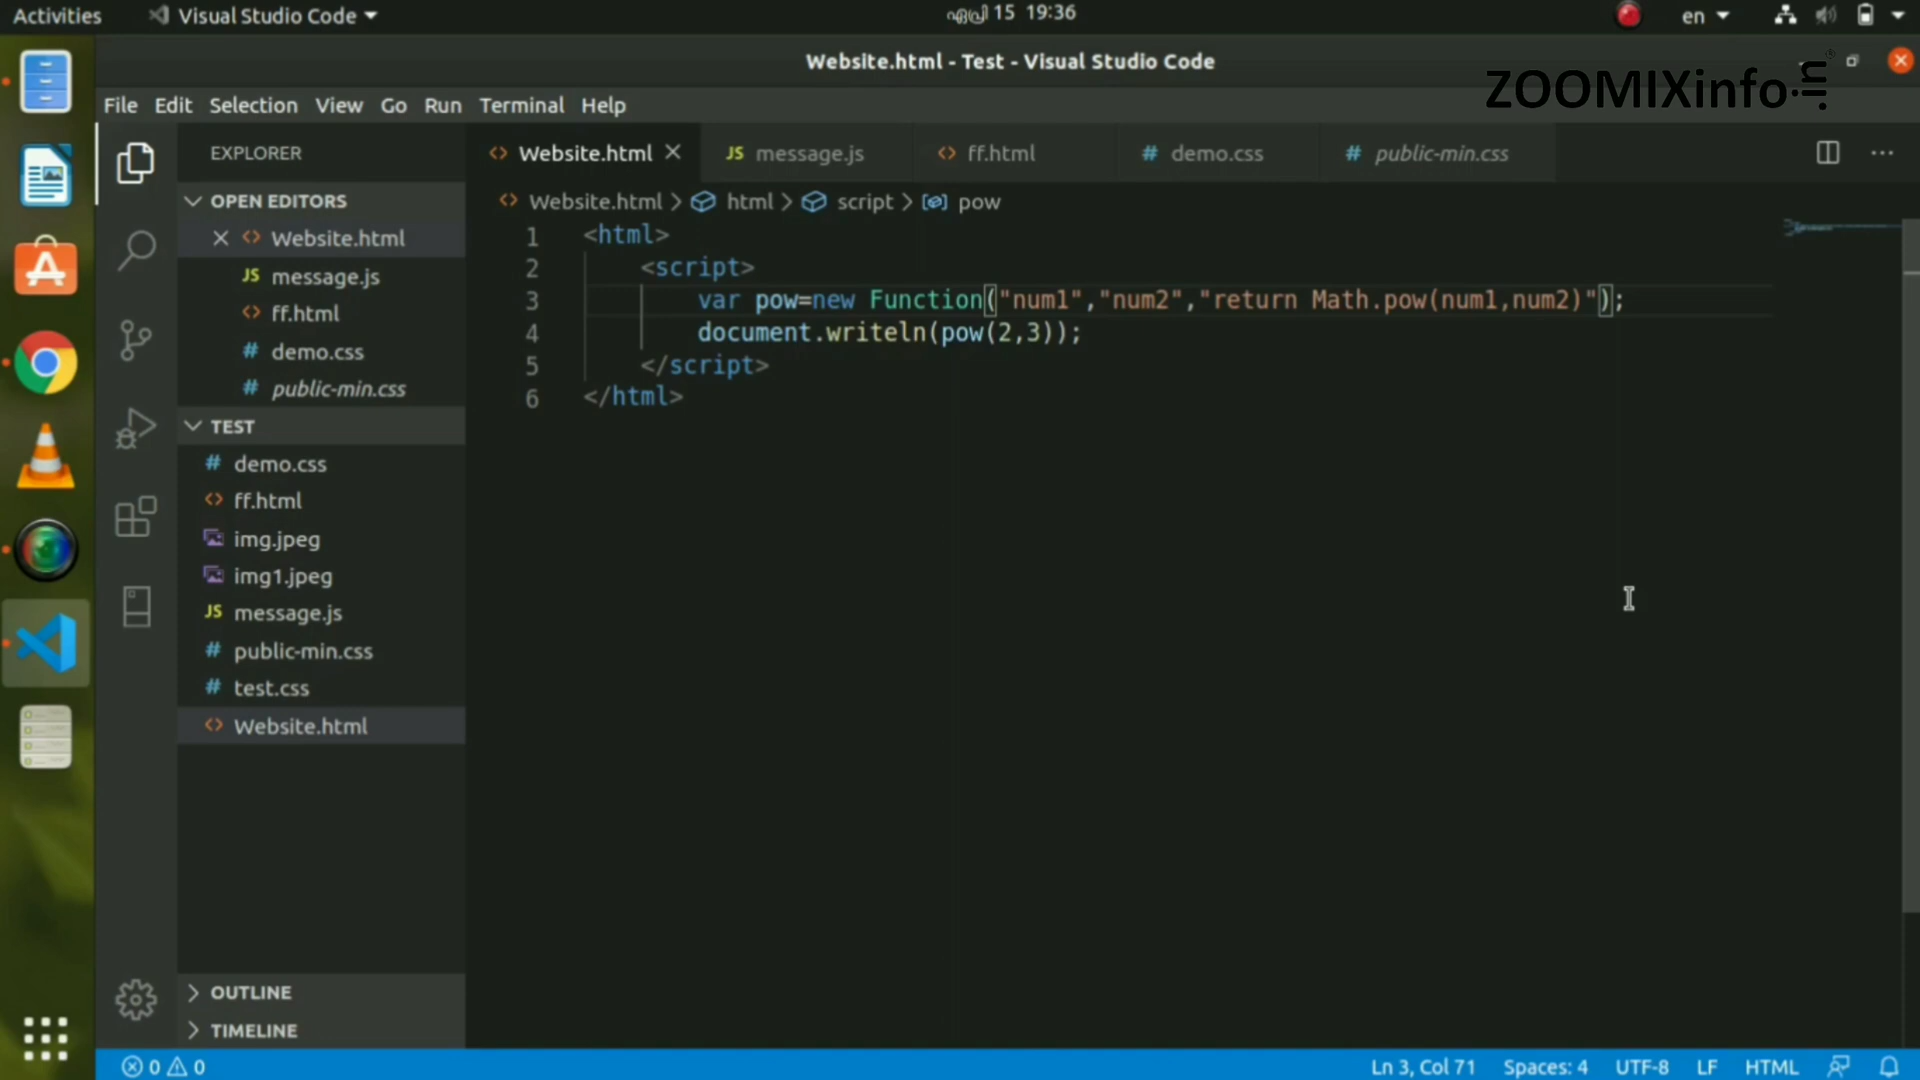 Activities
Visual Studio Code
ഏപ്രി 15 19:36
en
Website.html - Test - Visual Studio Code
ZOOMIXinfo.in
File Edit Selection View Go Run Terminal Help
EXPLORER
OPEN EDITORS
Website.html
message.js
ff.html
demo.css
public-min.css
TEST
demo.css
ff.html
img.jpeg
img1.jpeg
message.js
public-min.css
test.css
Website.html
OUTLINE
TIMELINE
Website.html message.js ff.html demo.css public-min.css
Website.html > html > script > pow
1 <html>
2 <script>
3 var pow=new Function("num1","num2","return Math.pow(num1,num2)");
4 document.writeln(pow(2,3));
5 </script>
6 </html>
0 0
Ln 3, Col 71 Spaces: 4 UTF-8 LF HTML